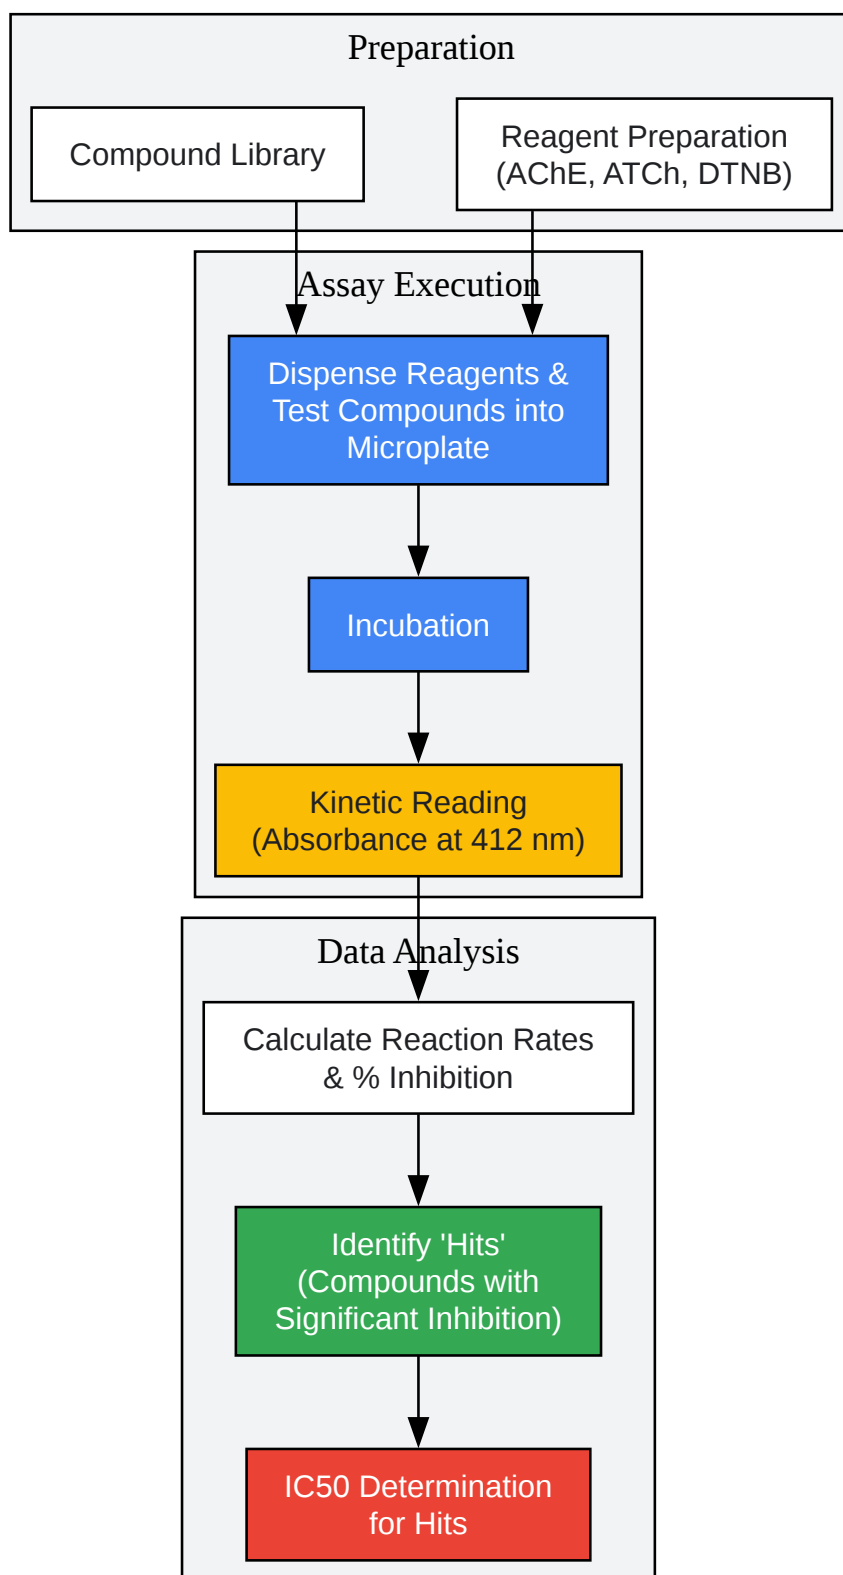 Preparation
Compound Library
Reagent Preparation
(AChE, ATCh, DTNB)
Assay Execution
Dispense Reagents &
Test Compounds into
Microplate
Incubation
Kinetic Reading
(Absorbance at 412 nm)
Data Analysis
Calculate Reaction Rates
& % Inhibition
Identify 'Hits'
(Compounds with
Significant Inhibition)
IC50 Determination
for Hits